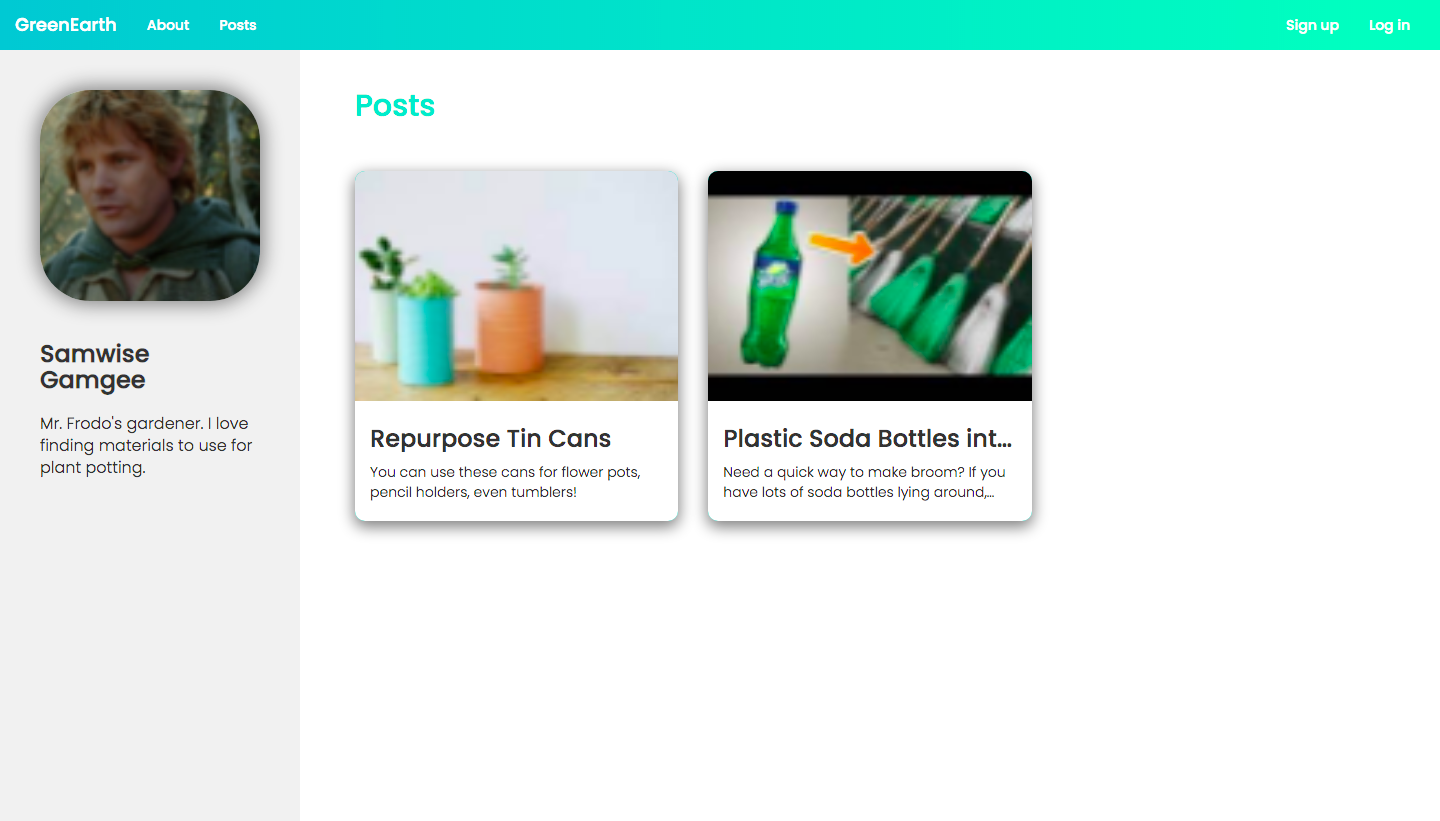 GreenEarth About Posts Sign up Log in
Samwise
Gamgee
Mr. Frodo's gardener. I love
finding materials to use for
plant potting.
Posts
Repurpose Tin Cans
You can use these cans for flower pots,
pencil holders, even tumblers!
Plastic Soda Bottles int...
Need a quick way to make broom? If you
have lots of soda bottles lying around,...